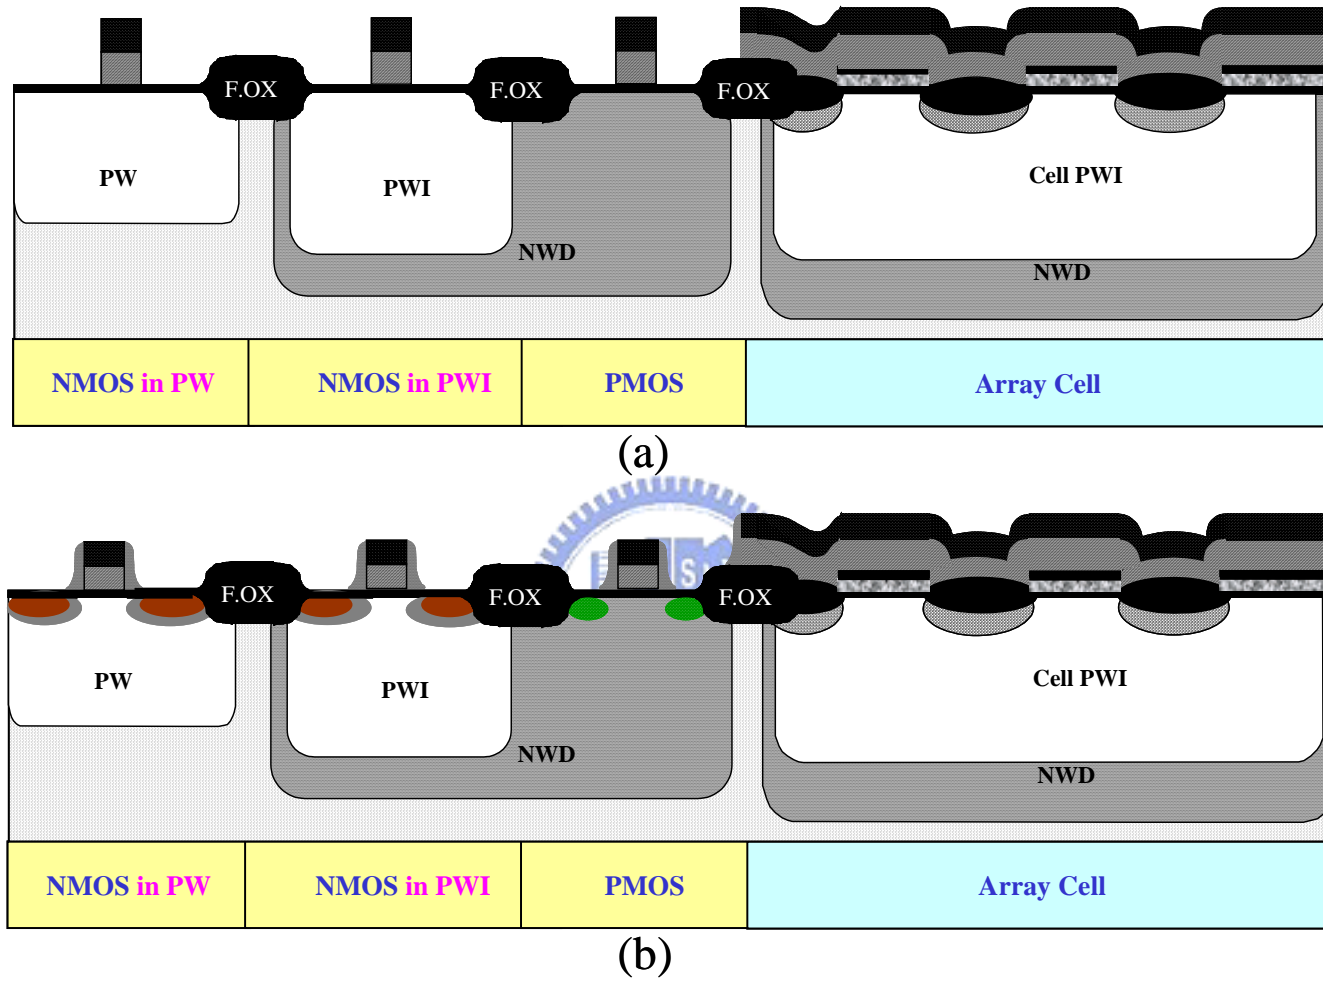 F.OX F.OX F.OX
PW PWI Cell PWI
NWD NWD
NMOS in PW NMOS in PWI PMOS Array Cell
(a)
F.OX F.OX F.OX
PW PWI Cell PWI
NWD NWD
NMOS in PW NMOS in PWI PMOS Array Cell
(b)